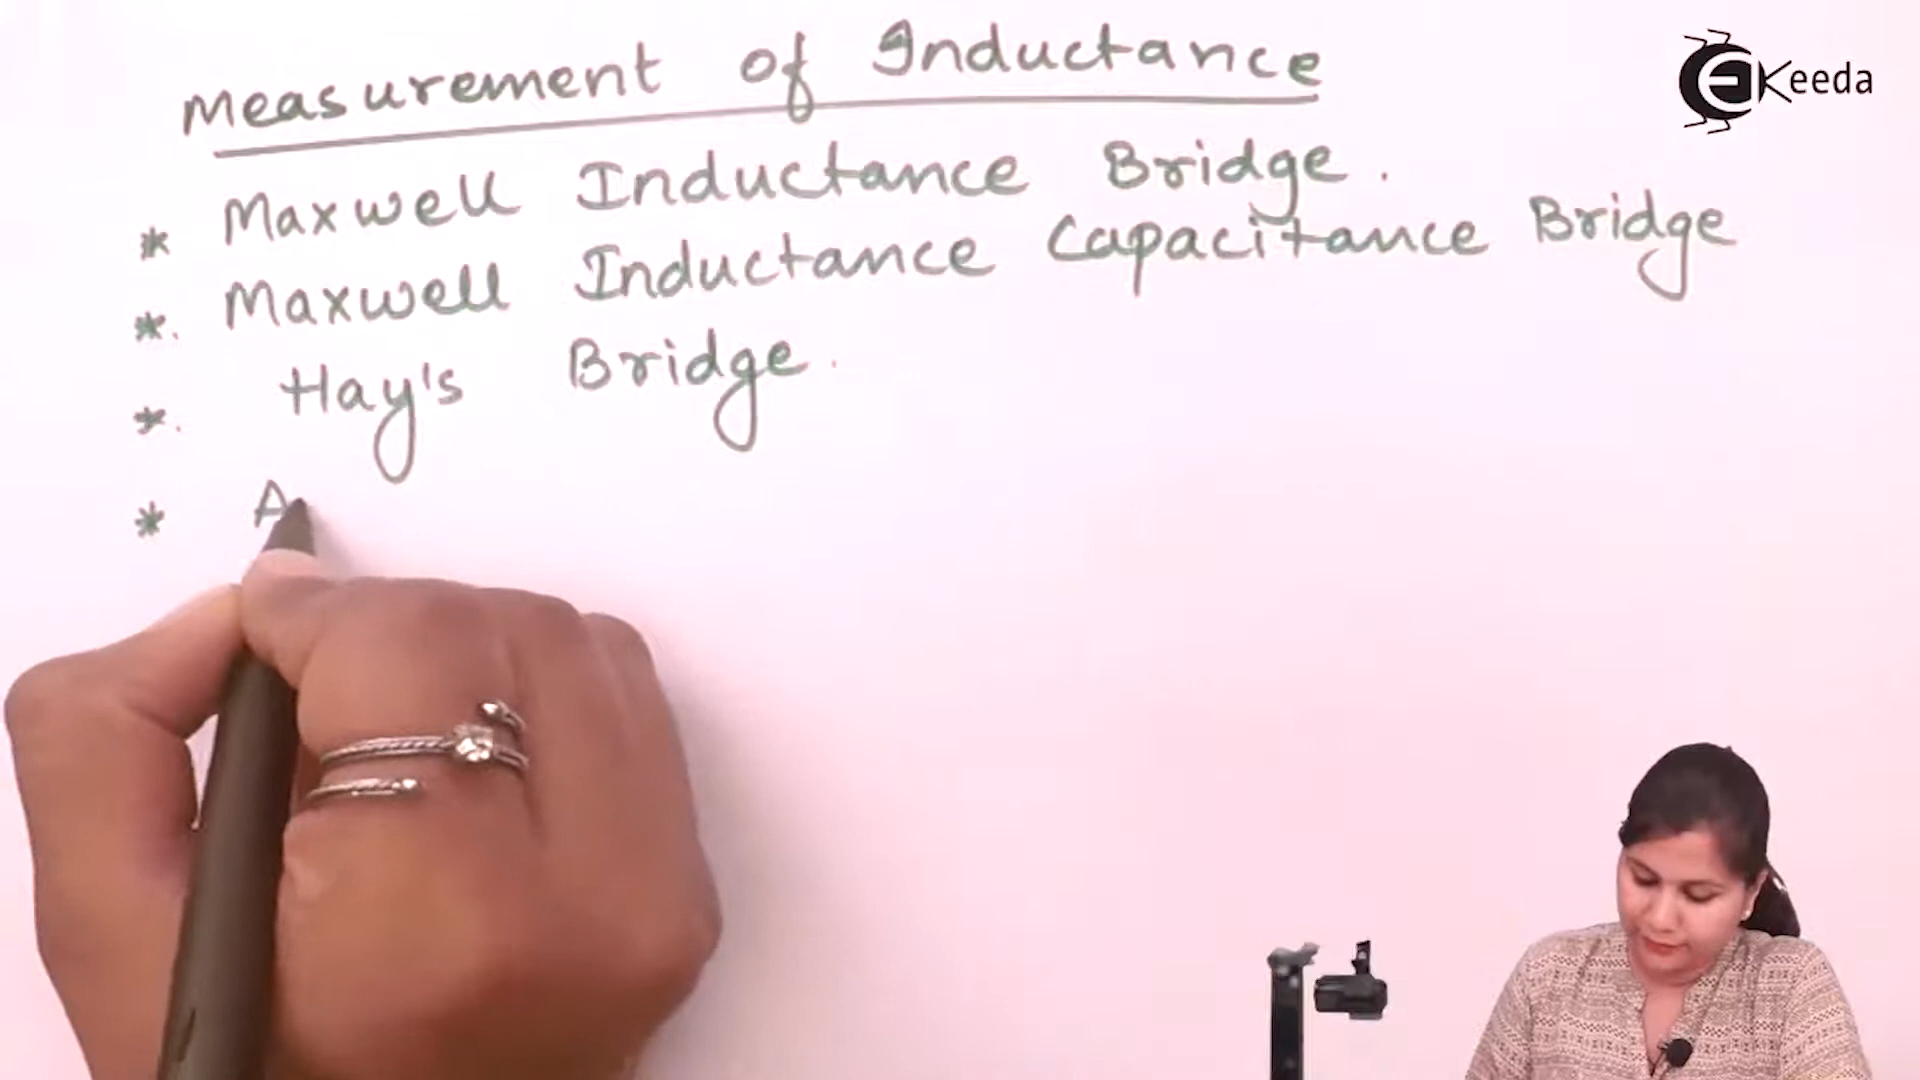 Measurement of Inductance
Keeda
* Maxwell Inductance Bridge.
*. Maxwell Inductance Capacitance Bridge
*. Hay's Bridge.
* A